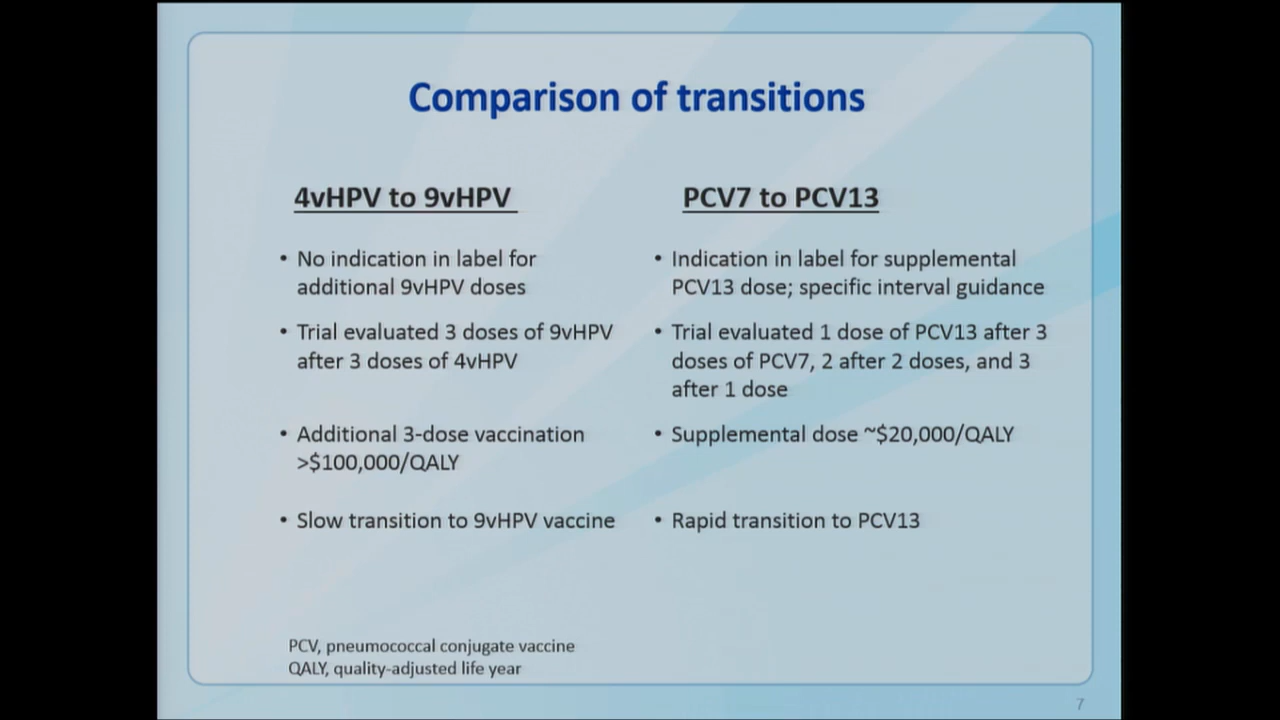 Comparison of transitions
4vHPV to 9vHPV
• No indication in label for
additional 9vHPV doses
• Trial evaluated 3 doses of 9vHPV
after 3 doses of 4vHPV
• Additional 3-dose vaccination
>$100,000/QALY
• Slow transition to 9vHPV vaccine
PCV7 to PCV13
• Indication in label for supplemental
PCV13 dose; specific interval guidance
• Trial evaluated 1 dose of PCV13 after 3
doses of PCV7, 2 after 2 doses, and 3
after 1 dose
• Supplemental dose ~$20,000/QALY
• Rapid transition to PCV13
PCV, pneumococcal conjugate vaccine
QALY, quality-adjusted life year
7